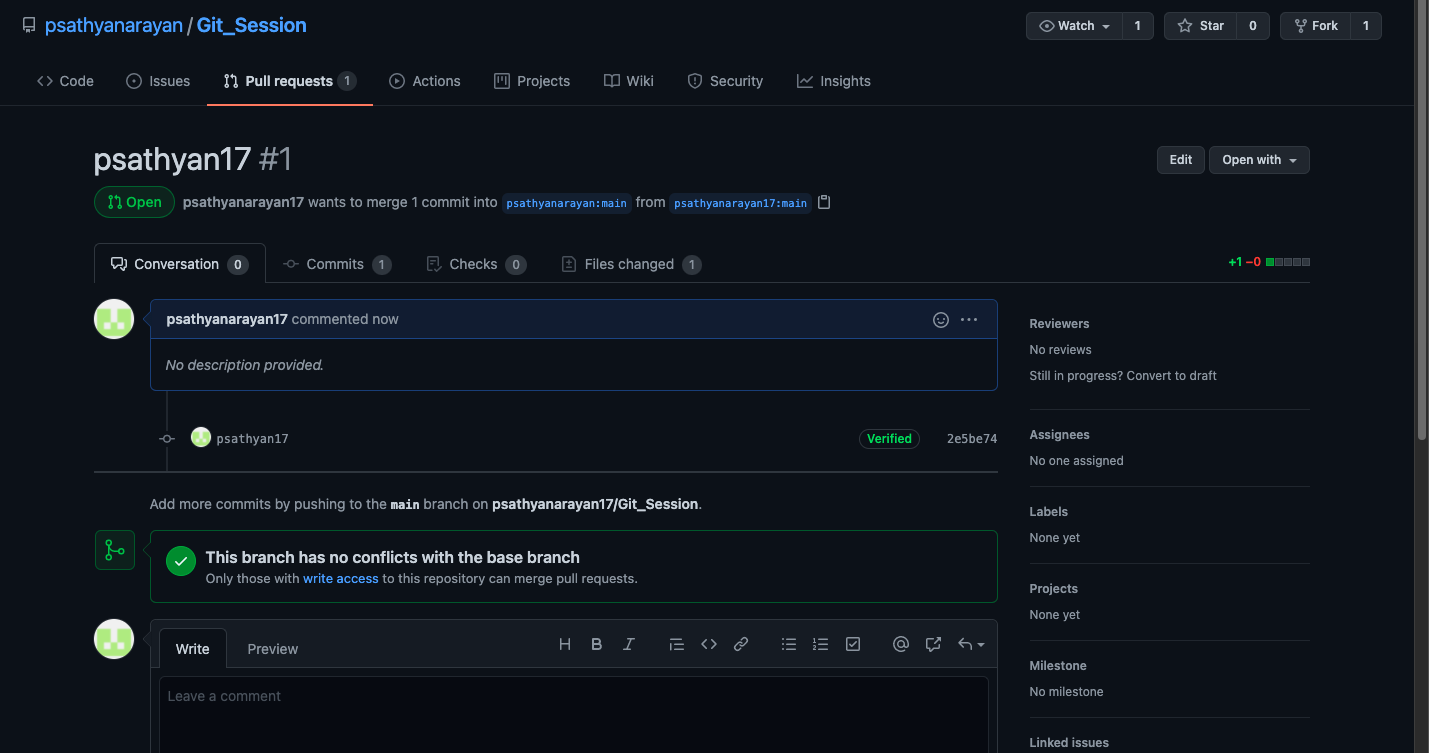 psathyanarayan / Git_Session
Watch 1 Star 0 Fork 1
Code Issues Pull requests 1 Actions Projects Wiki Security Insights
psathyan17 #1
Edit Open with
Open psathyanarayan17 wants to merge 1 commit into psathyanarayan:main from psathyanarayan17:main
Conversation 0 Commits 1 Checks 0 Files changed 1
+1 −0
psathyanarayan17 commented now
No description provided.
psathyan17 Verified 2e5be74
Add more commits by pushing to the main branch on psathyanarayan17/Git_Session.
This branch has no conflicts with the base branch
Only those with write access to this repository can merge pull requests.
Write Preview
Leave a comment
Reviewers
No reviews
Still in progress? Convert to draft
Assignees
No one assigned
Labels
None yet
Projects
None yet
Milestone
No milestone
Linked issues